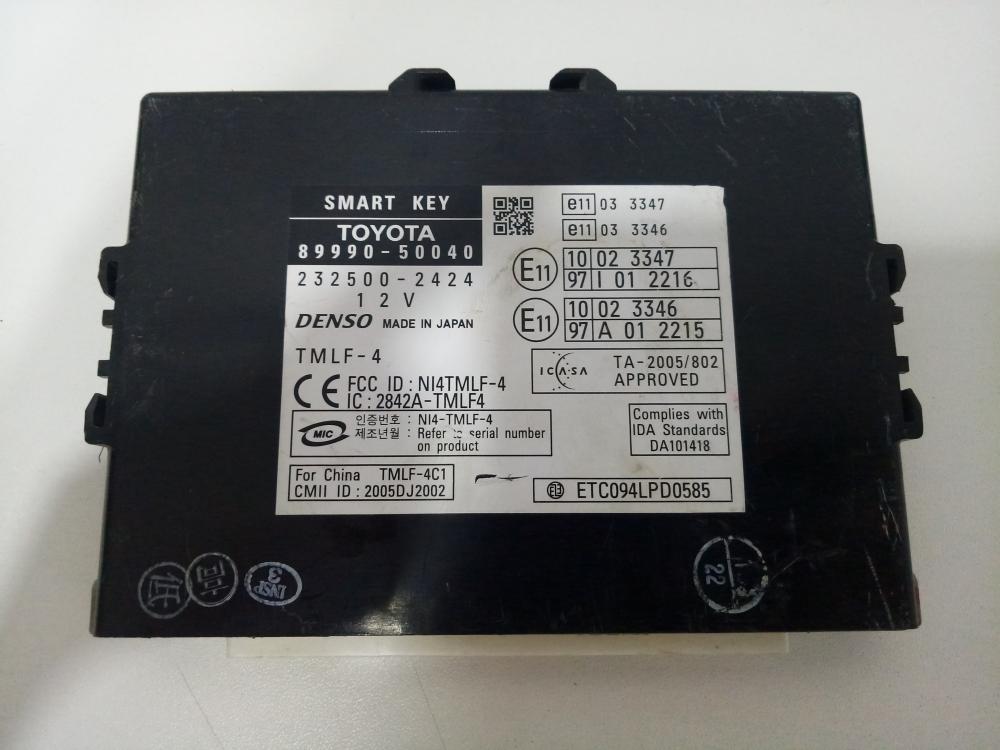 SMART KEY
TOYOTA
89990-50040
232500-2424
12V
DENSO MADE IN JAPAN
TMLF-4
CE FCC ID : NI4TMLF-4
IC : 2842A-TMLF4
MIC 인증번호 : NI4-TMLF-4
제조년월 : Refer to serial number
on product
For China TMLF-4C1
CMII ID : 2005DJ2002
e11 03 3347
e11 03 3346
E11 10 02 3347
97 I 01 2216
E11 10 02 3346
97 A 01 2215
ICASA TA-2005/802
APPROVED
Complies with
IDA Standards
DA101418
ETC094LPD0585
低
高
INSP
3
22